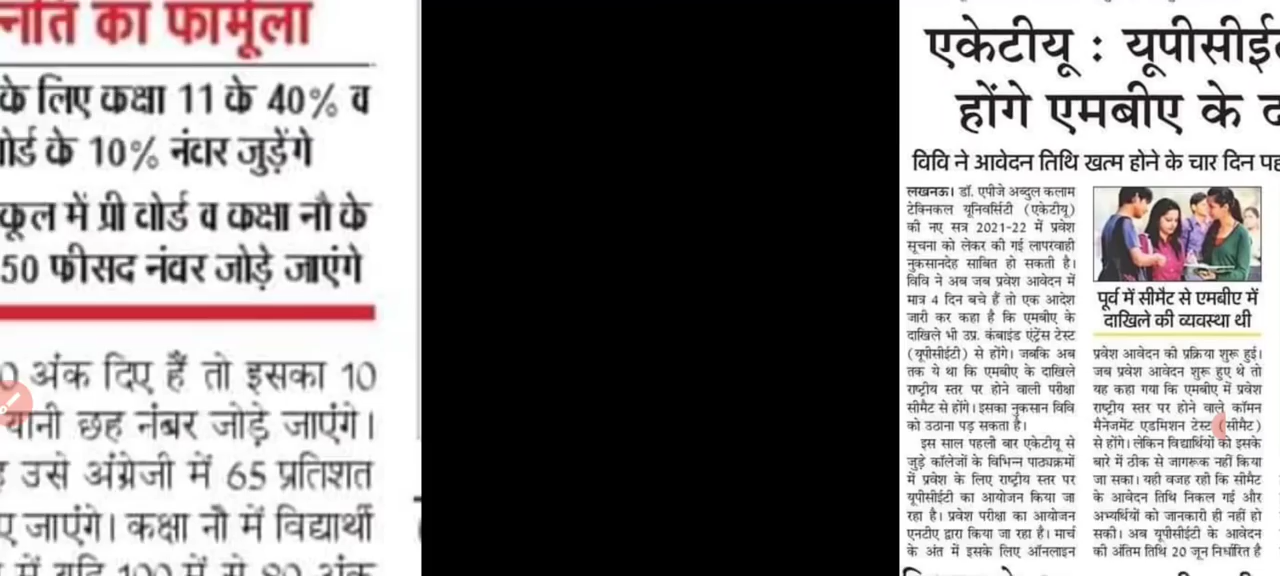 नति का फार्मूला
के लिए कक्षा 11 के 40% व
के 10% नंबर जुड़ेंगे
में प्री बोर्ड व कक्षा नौ के
50 फीसद नंबर जोड़े जाएंगे
0 अंक दिए हैं तो इसका 10
यानी छह नंबर जोड़े जाएंगे।
उसे अंग्रेजी में 65 प्रतिशत
जाएंगे। कक्षा नौ में विद्यार्थी
में यदि 100 में से 80 अंक
एकेटीयू : यूपीसीई
होंगे एमबीए के
विवि ने आवेदन तिथि खत्म होने के चार दिन पह
लखनऊ। डॉ. एपीजे अब्दुल कलाम
टेक्निकल यूनिवर्सिटी (एकेटीयू)
की नए सत्र 2021-22 में प्रवेश
सूचना को लेकर की गई लापरवाही
नुकसानदेह साबित हो सकती है।
विवि ने अब जब प्रवेश आवेदन में
मात्र 4 दिन बचे हैं तो एक आदेश
जारी कर कहा है कि एमबीए के
दाखिले भी उप्र. कंबाइंड एंट्रेंस टेस्ट
(यूपीसीईटी) से होंगे। जबकि अब
तक ये था कि एमबीए के दाखिले
राष्ट्रीय स्तर पर होने वाली परीक्षा
सीमैट से होंगे। इसका नुकसान विवि
को उठाना पड़ सकता है।
इस साल पहली बार एकेटीयू से
जुड़े कॉलेजों के विभिन्न पाठ्यक्रमों
में प्रवेश के लिए राष्ट्रीय स्तर पर
यूपीसीईटी का आयोजन किया जा
रहा है। प्रवेश परीक्षा का आयोजन
एनटीए द्वारा किया जा रहा है। मार्च
के अंत में इसके लिए ऑनलाइन
पूर्व में सीमैट से एमबीए में
दाखिले की व्यवस्था थी
प्रवेश आवेदन की प्रक्रिया शुरू हुई।
जब प्रवेश आवेदन शुरू हुए थे तो
यह कहा गया कि एमबीए में प्रवेश
राष्ट्रीय स्तर पर होने वाले कॉमन
मैनेजमेंट एडमिशन टेस्ट (सीमैट)
से होंगे। लेकिन विद्यार्थियों को इसके
बारे में ठीक से जागरूक नहीं किया
जा सका। यही वजह रही कि सीमैट
के आवेदन तिथि निकल गई और
अभ्यर्थियों को जानकारी ही नहीं हो
सकी। अब यूपीसीईटी के आवेदन
की अंतिम तिथि 20 जून निर्धारित है